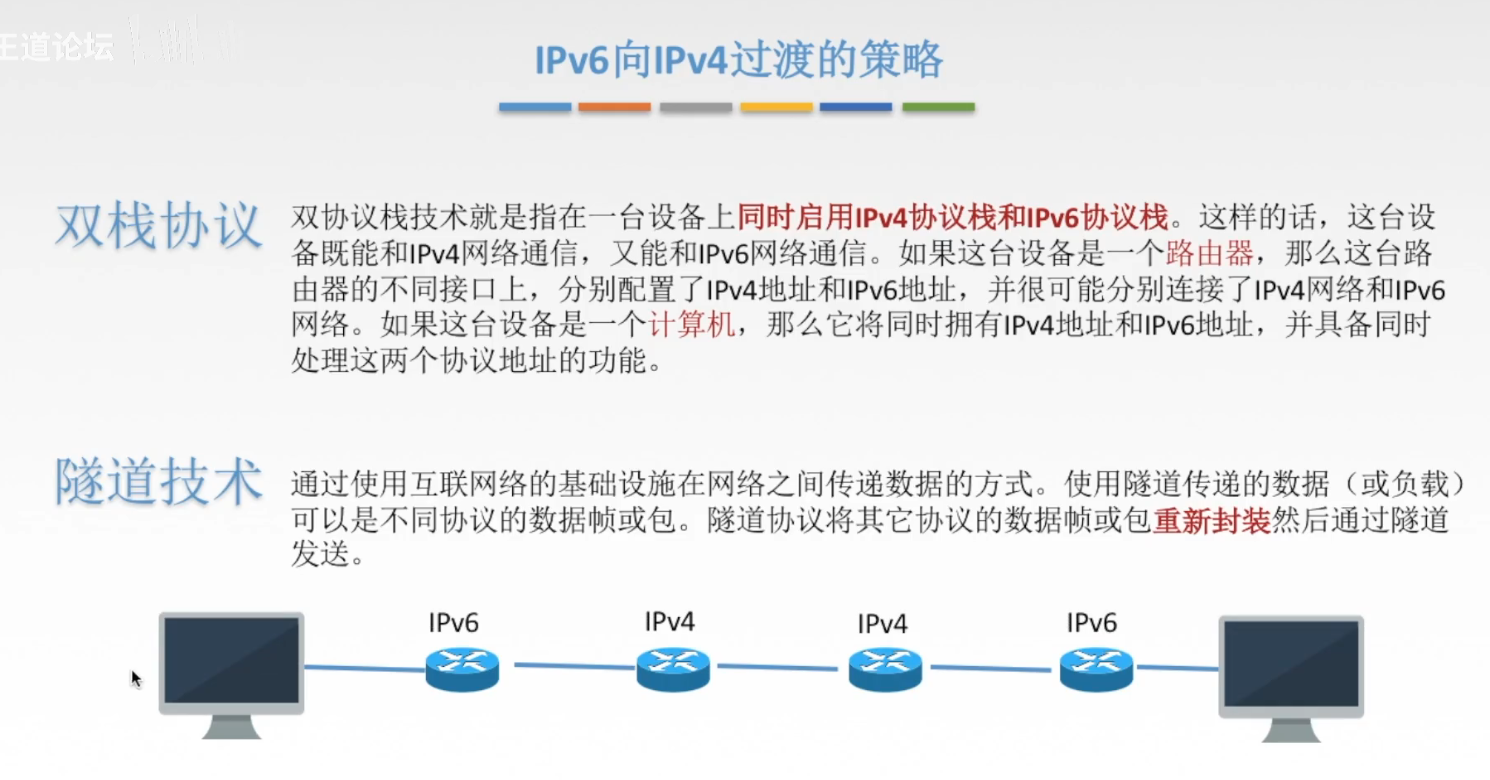 王道论坛
IPv6向IPv4过渡的策略
双栈协议
双协议栈技术就是指在一台设备上同时启用IPv4协议栈和IPv6协议栈。这样的话，这台设
备既能和IPv4网络通信，又能和IPv6网络通信。如果这台设备是一个路由器，那么这台路
由器的不同接口上，分别配置了IPv4地址和IPv6地址，并很可能分别连接了IPv4网络和IPv6
网络。如果这台设备是一个计算机，那么它将同时拥有IPv4地址和IPv6地址，并具备同时
处理这两个协议地址的功能。
隧道技术
通过使用互联网络的基础设施在网络之间传递数据的方式。使用隧道传递的数据（或负载）
可以是不同协议的数据帧或包。隧道协议将其它协议的数据帧或包重新封装然后通过隧道
发送。
IPv6
IPv4
IPv4
IPv6